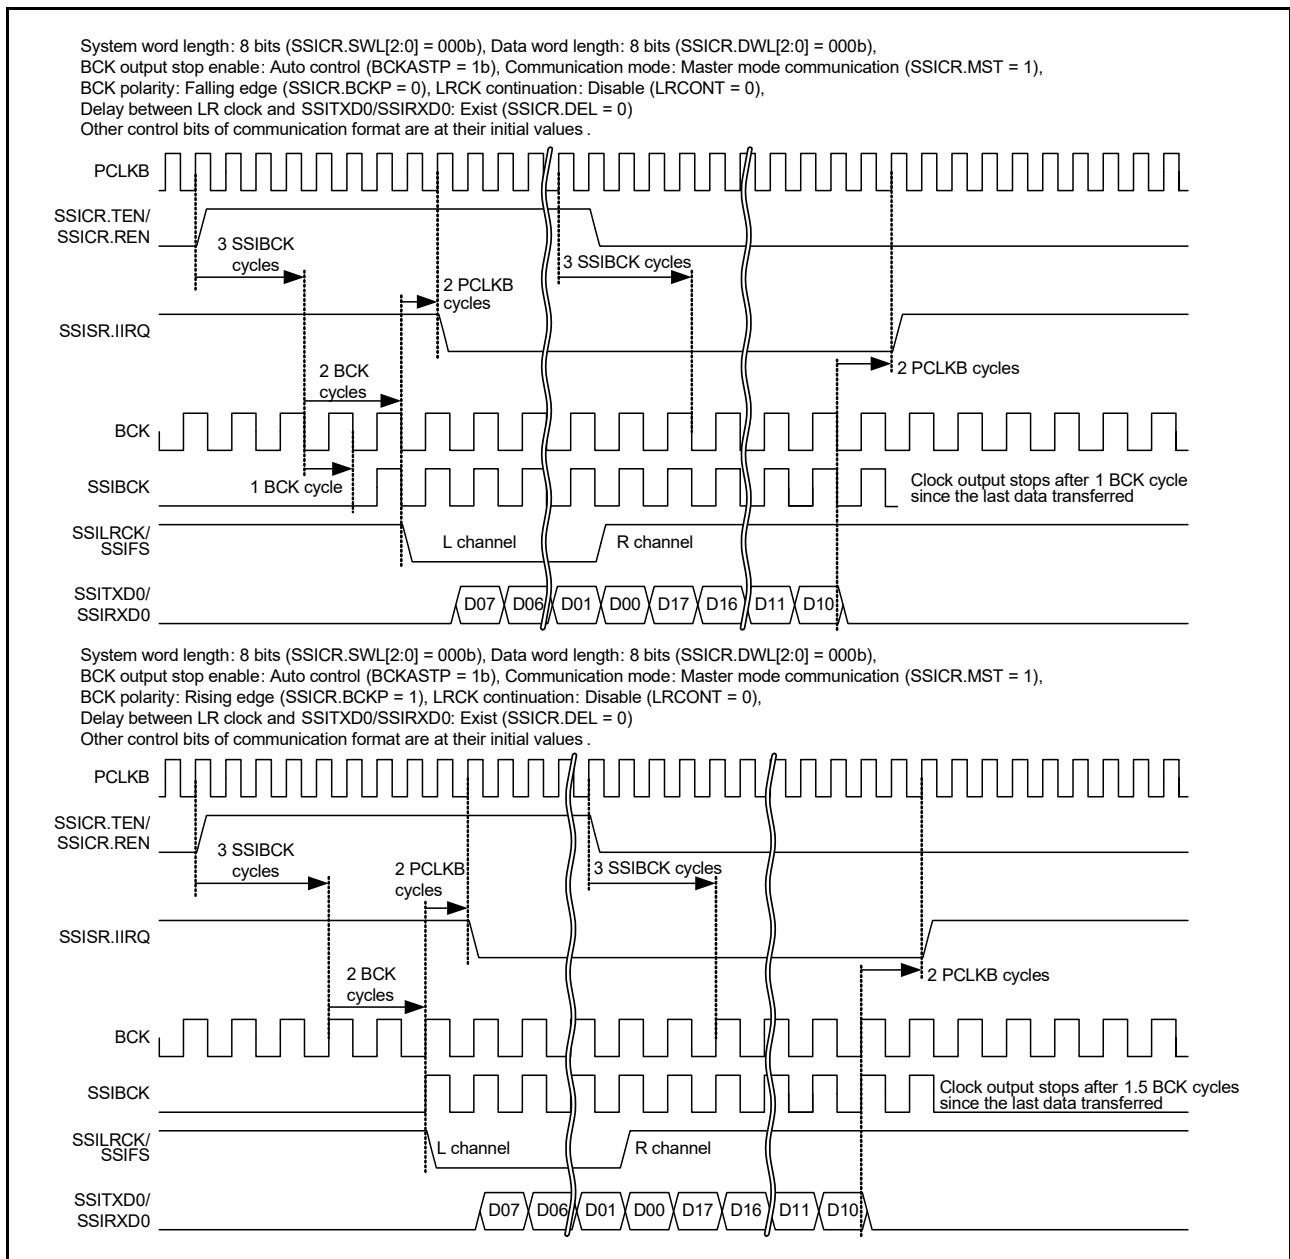 System word length: 8 bits (SSICR.SWL[2:0] = 000b), Data word length: 8 bits (SSICR.DWL[2:0] = 000b),
BCK output stop enable: Auto control (BCKASTP = 1b), Communication mode: Master mode communication (SSICR.MST = 1),
BCK polarity: Falling edge (SSICR.BCKP = 0), LRCK continuation: Disable (LRCONT = 0),
Delay between LR clock and SSITXD0/SSIRXD0: Exist (SSICR.DEL = 0)
Other control bits of communication format are at their initial values .
PCLKB
SSICR.TEN/
SSICR.REN
3 SSIBCK
cycles
3 SSIBCK cycles
2 PCLKB
cycles
SSISR.IIRQ
2 BCK
cycles
2 PCLKB cycles
BCK
1 BCK cycle
SSIBCK
Clock output stops after 1 BCK cycle
since the last data transferred
SSILRCK/
SSIFS
L channel
R channel
SSITXD0/
SSIRXD0
D07 D06 D01 D00 D17 D16 D11 D10
System word length: 8 bits (SSICR.SWL[2:0] = 000b), Data word length: 8 bits (SSICR.DWL[2:0] = 000b),
BCK output stop enable: Auto control (BCKASTP = 1b), Communication mode: Master mode communication (SSICR.MST = 1),
BCK polarity: Rising edge (SSICR.BCKP = 1), LRCK continuation: Disable (LRCONT = 0),
Delay between LR clock and SSITXD0/SSIRXD0: Exist (SSICR.DEL = 0)
Other control bits of communication format are at their initial values .
PCLKB
SSICR.TEN/
SSICR.REN
3 SSIBCK
cycles
2 PCLKB
cycles
3 SSIBCK cycles
SSISR.IIRQ
2 BCK
cycles
2 PCLKB cycles
BCK
SSIBCK
Clock output stops after 1.5 BCK cycles
since the last data transferred
SSILRCK/
SSIFS
L channel
R channel
SSITXD0/
SSIRXD0
D07 D06 D01 D00 D17 D16 D11 D10